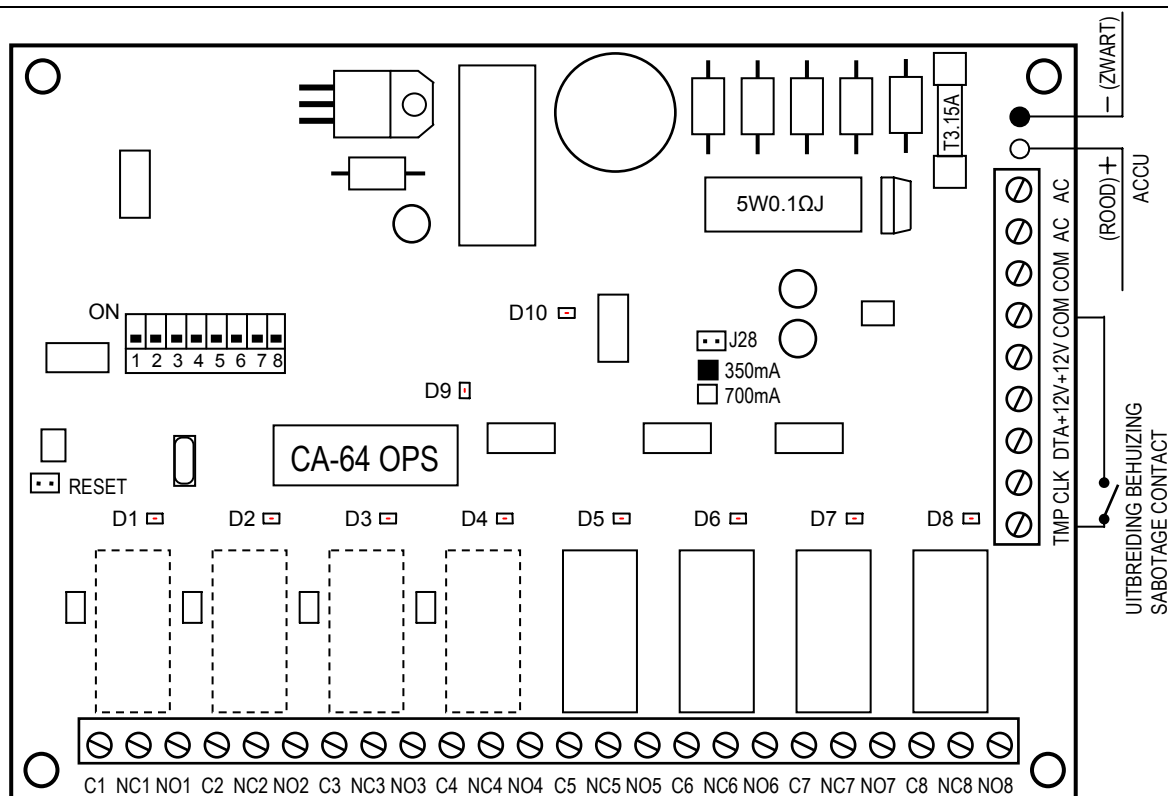 − (ZWART)
T3.15A
(ROOD) +
ACCU
5W0.1ΩJ
AC
AC
COM
COM
+12V
+12V
DTA
CLK
TMP
ON
1 2 3 4 5 6 7 8
D10
J28
350mA
700mA
D9
CA-64 OPS
RESET
UITBREIDING BEHUIZING
SABOTAGE CONTACT
D1 D2 D3 D4 D5 D6 D7 D8
C1 NC1 NO1 C2 NC2 NO2 C3 NC3 NO3 C4 NC4 NO4 C5 NC5 NO5 C6 NC6 NO6 C7 NC7 NO7 C8 NC8 NO8